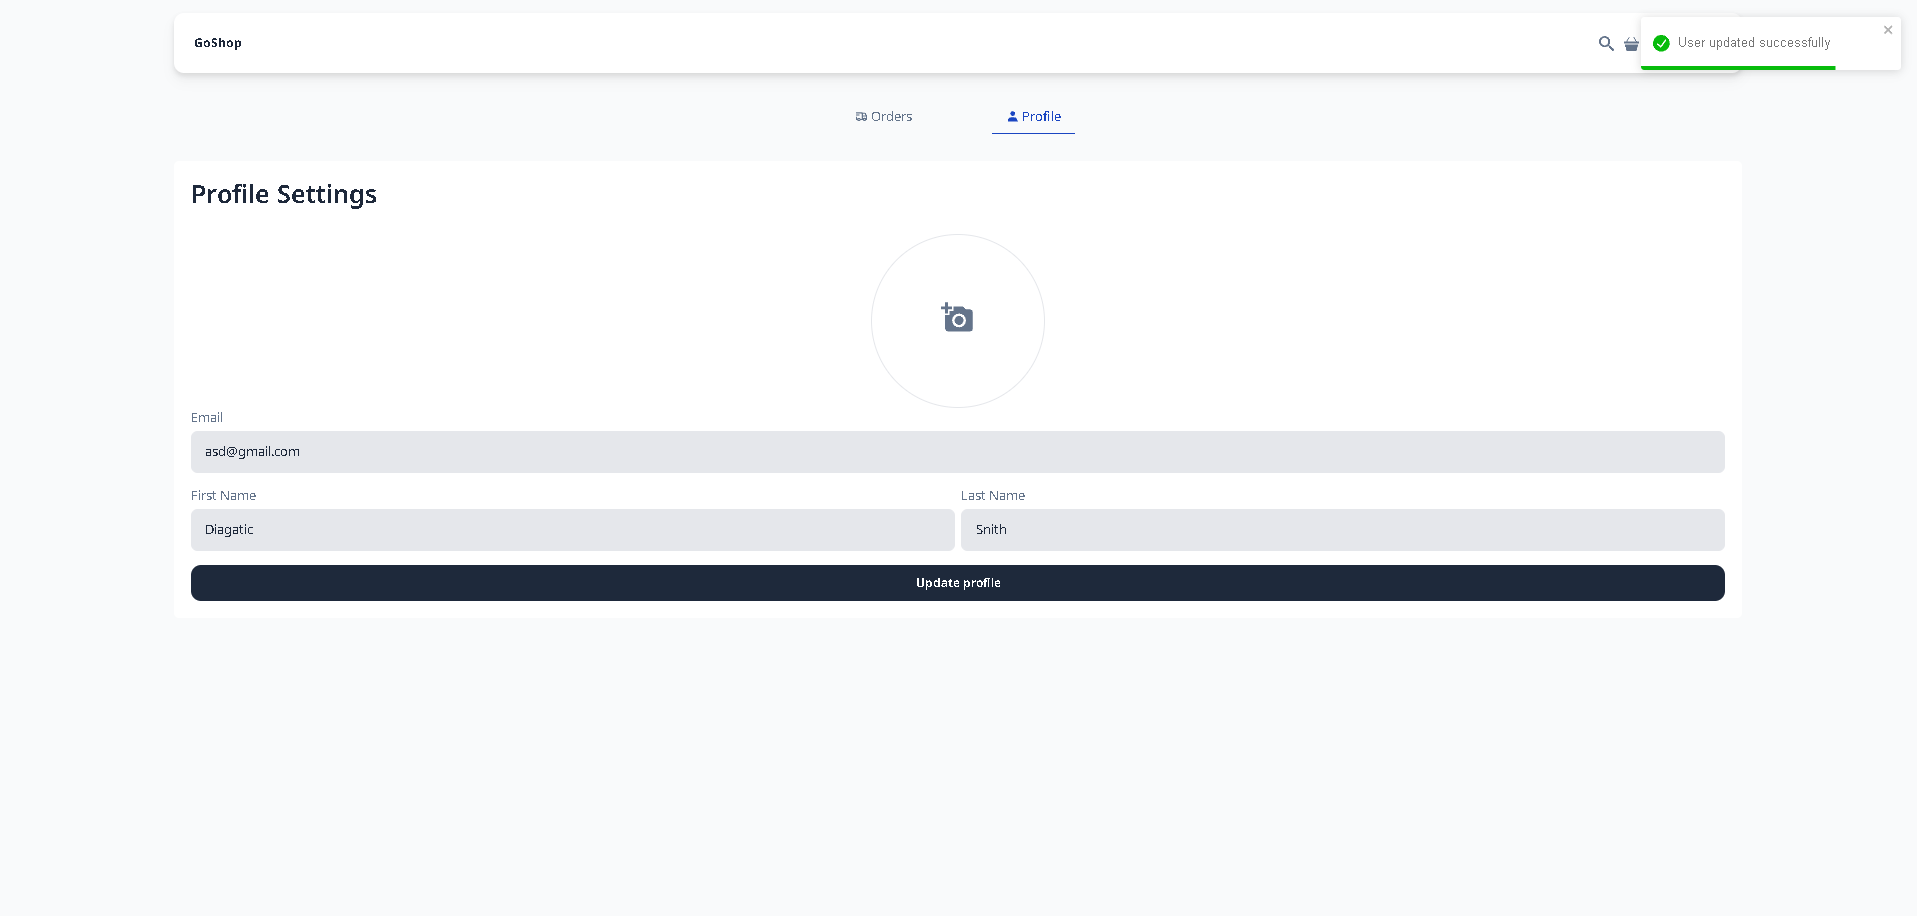 GoShop
User updated successfully
Orders
Profile
Profile Settings
Email
asd@gmail.com
First Name
Last Name
Diagatic
Snith
Update profile